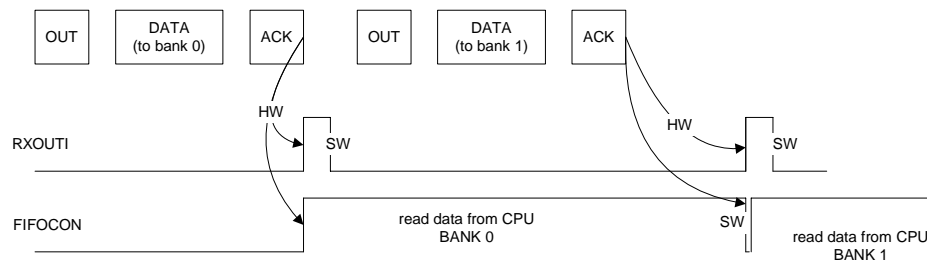 OUT
DATA
(to bank 0)
ACK
OUT
DATA
(to bank 1)
ACK
HW
HW
RXOUTI
SW
SW
FIFOCON
read data from CPU
BANK 0
SW
read data from CPU
BANK 1